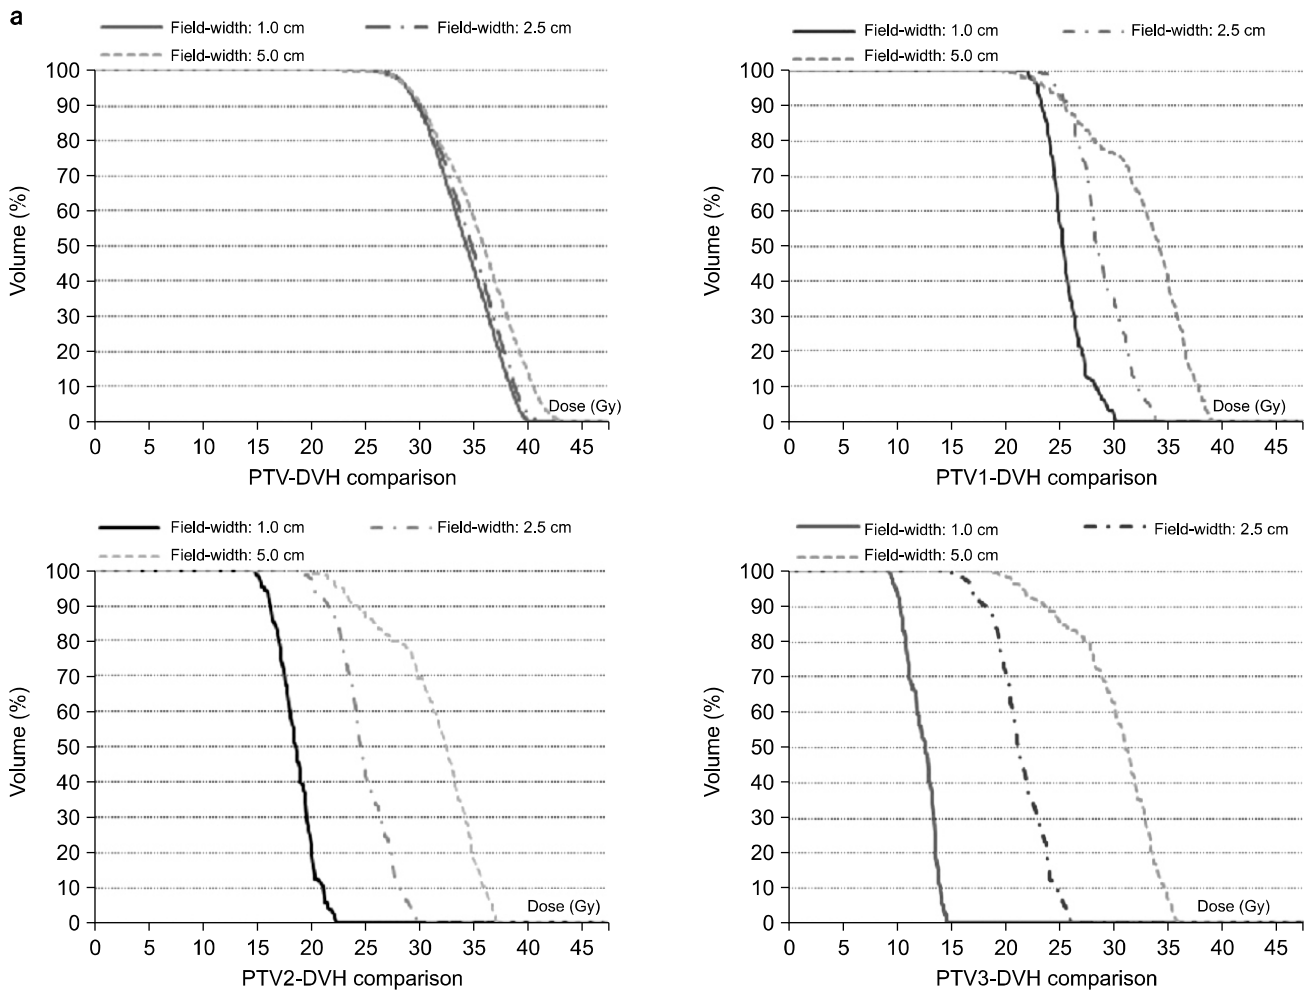 a
Field-width: 1.0 cm
Field-width: 2.5 cm
Field-width: 5.0 cm
Volume (%)
100
90
80
70
60
50
40
30
20
10
0
Dose (Gy)
0 5 10 15 20 25 30 35 40 45
PTV-DVH comparison
Field-width: 1.0 cm
Field-width: 2.5 cm
Field-width: 5.0 cm
Volume (%)
100
90
80
70
60
50
40
30
20
10
0
Dose (Gy)
0 5 10 15 20 25 30 35 40 45
PTV1-DVH comparison
Field-width: 1.0 cm
Field-width: 2.5 cm
Field-width: 5.0 cm
Volume (%)
100
90
80
70
60
50
40
30
20
10
0
Dose (Gy)
0 5 10 15 20 25 30 35 40 45
PTV2-DVH comparison
Field-width: 1.0 cm
Field-width: 2.5 cm
Field-width: 5.0 cm
Volume (%)
100
90
80
70
60
50
40
30
20
10
0
Dose (Gy)
0 5 10 15 20 25 30 35 40 45
PTV3-DVH comparison